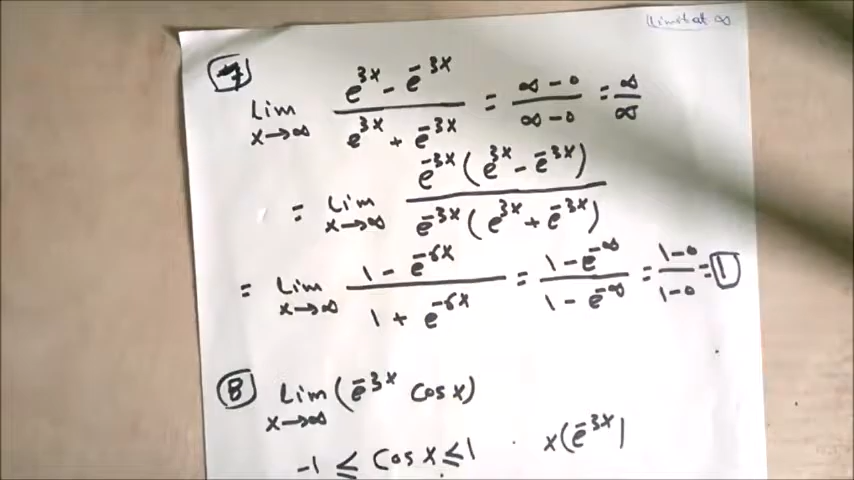 Limit at ∞
7
Lim x→∞ (e^{3x} - e^{-3x}) / (e^{3x} + e^{-3x}) = (∞ - 0) / (∞ - 0) = ∞/∞
= Lim x→∞ e^{-3x}(e^{3x} - e^{-3x}) / e^{-3x}(e^{3x} + e^{-3x})
= Lim x→∞ (1 - e^{-6x}) / (1 + e^{-6x}) = (1 - e^{-∞}) / (1 - e^{-∞}) = (1-0) / (1-0) = 1
8 Lim x→∞ (e^{-3x} Cos x)
-1 ≤ Cos x ≤ 1 · x(e^{-3x})